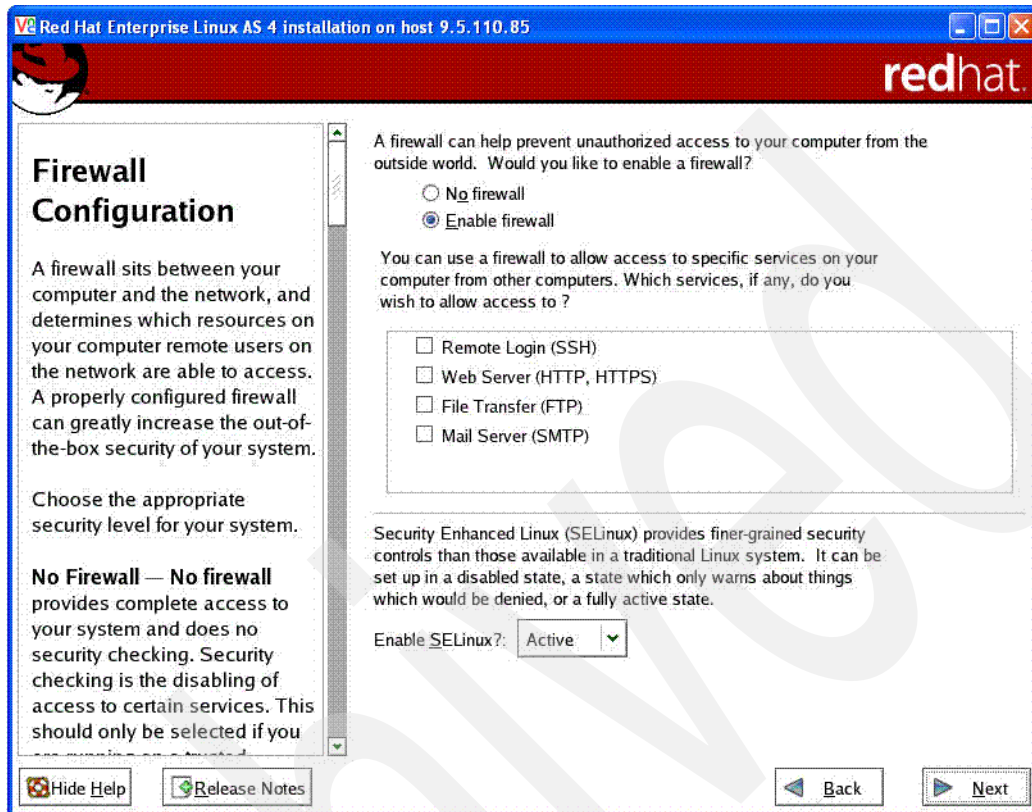 Red Hat Enterprise Linux AS 4 installation on host 9.5.110.85
redhat.
Firewall
Configuration
A firewall sits between your
computer and the network, and
determines which resources on
your computer remote users on
the network are able to access.
A properly configured firewall
can greatly increase the out-of-
the-box security of your system.
Choose the appropriate
security level for your system.
No Firewall — No firewall
provides complete access to
your system and does no
security checking. Security
checking is the disabling of
access to certain services. This
should only be selected if you
are running on a trusted
A firewall can help prevent unauthorized access to your computer from the
outside world. Would you like to enable a firewall?
No firewall
Enable firewall
You can use a firewall to allow access to specific services on your
computer from other computers. Which services, if any, do you
wish to allow access to ?
Remote Login (SSH)
Web Server (HTTP, HTTPS)
File Transfer (FTP)
Mail Server (SMTP)
Security Enhanced Linux (SELinux) provides finer-grained security
controls than those available in a traditional Linux system. It can be
set up in a disabled state, a state which only warns about things
which would be denied, or a fully active state.
Enable SELinux?: Active
Hide Help
Release Notes
Back
Next